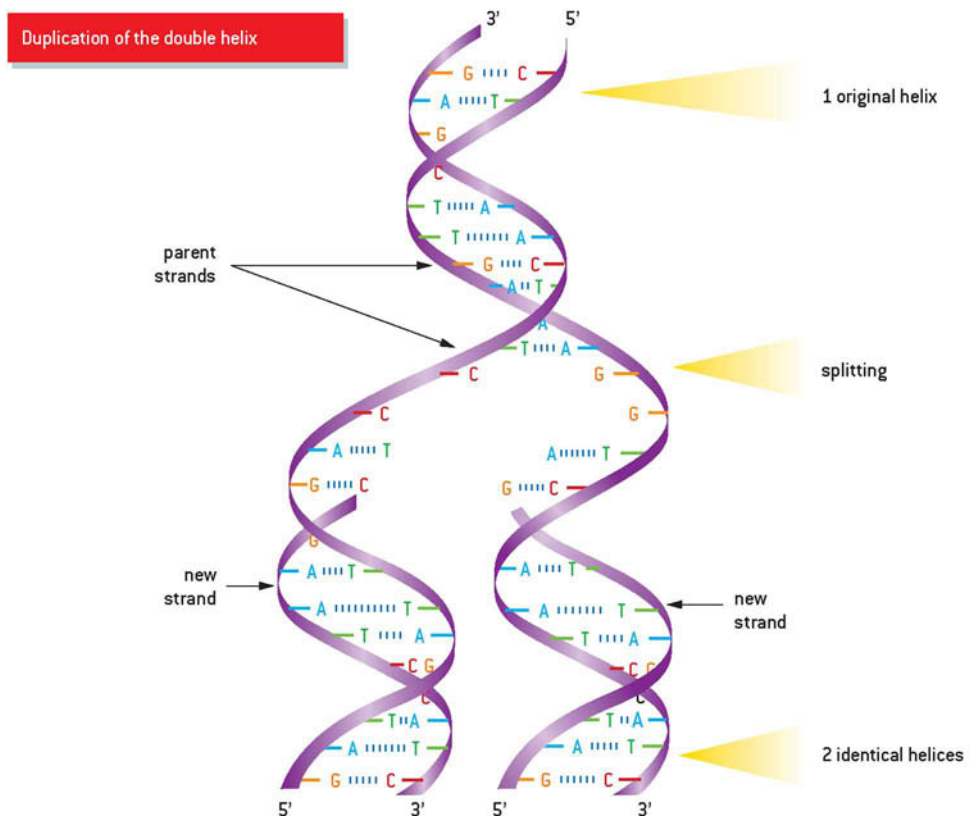 Duplication of the double helix
3' 5'
G C
1 original helix
A T
G
C
T A
T A
parent
strands
G C
A T
A
T A
splitting
C G
C G
A T A T
G C G C
G
A T A T
new
strand
new
strand
A T A T
T A T A
C G C G
C C
T A T A
A T A T
2 identical helices
G C G C
5' 3' 5' 3'